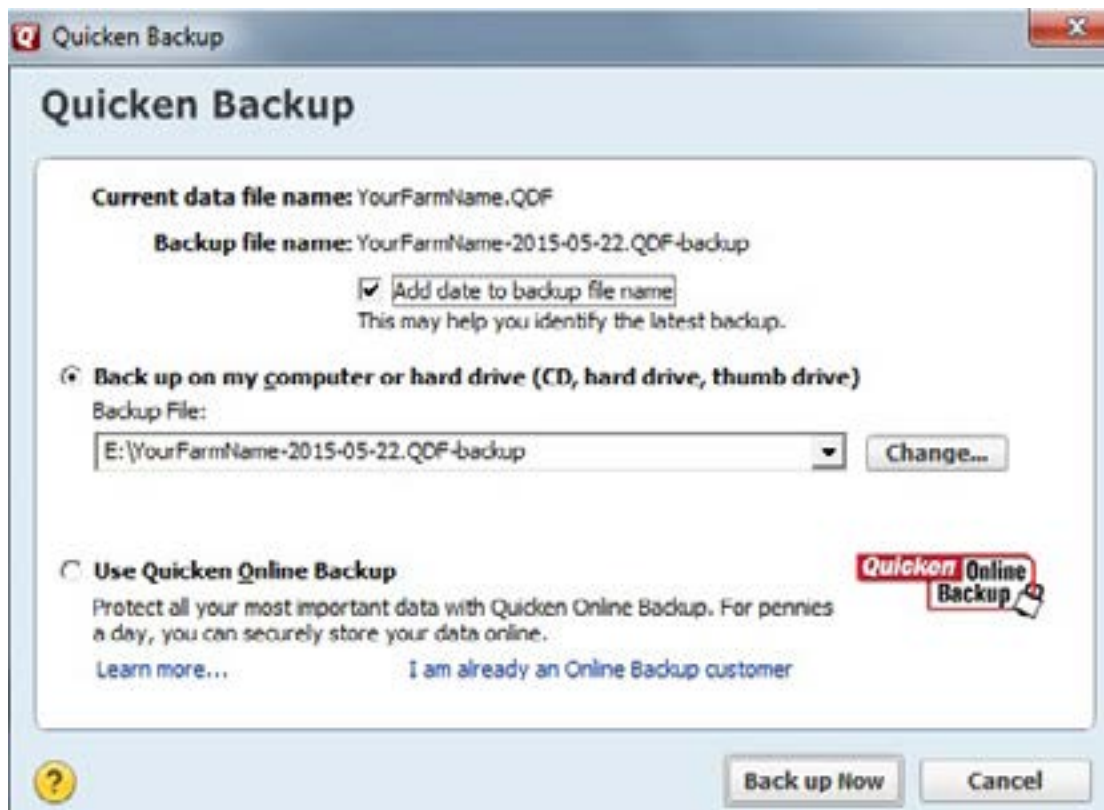 Quicken Backup
Quicken Backup
Current data file name: YourFarmName.QDF
Backup file name: YourFarmName-2015-05-22.QDF-backup
Add date to backup file name
This may help you identify the latest backup.
Back up on my computer or hard drive (CD, hard drive, thumb drive)
Backup File:
E:\YourFarmName-2015-05-22.QDF-backup
Change...
Use Quicken Online Backup
Quicken Online
Backup
Protect all your most important data with Quicken Online Backup. For pennies
a day, you can securely store your data online.
Learn more... I am already an Online Backup customer
? Back up Now Cancel